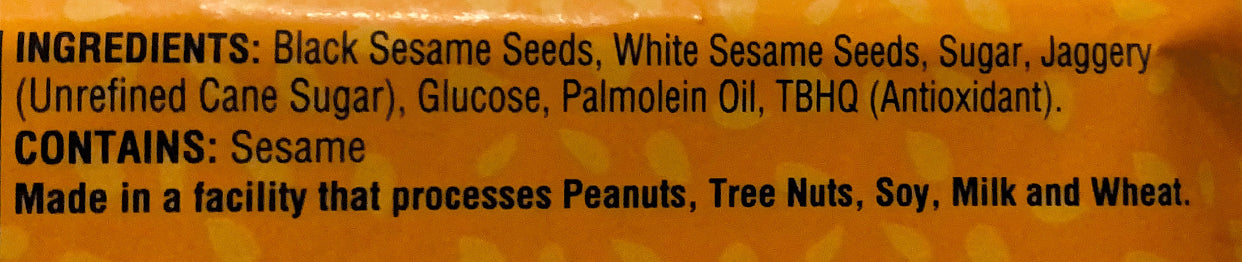 INGREDIENTS: Black Sesame Seeds, White Sesame Seeds, Sugar, Jaggery
(Unrefined Cane Sugar), Glucose, Palmolein Oil, TBHQ (Antioxidant).
CONTAINS: Sesame
Made in a facility that processes Peanuts, Tree Nuts, Soy, Milk and Wheat.